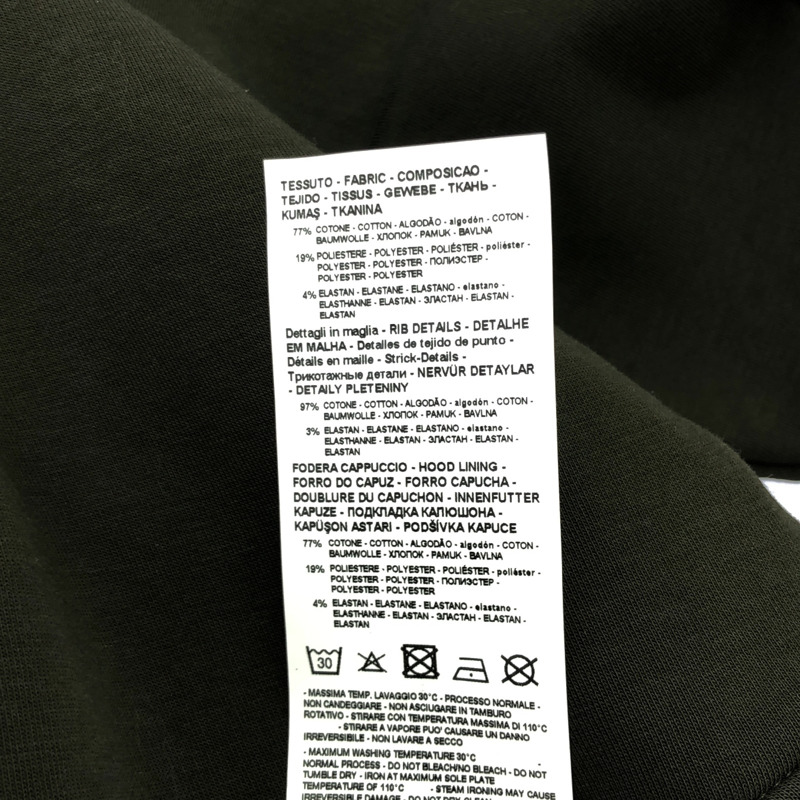 TESSUTO - FABRIC - COMPOSICAO -
TEJIDO - TISSUS - GEWEBE - ТКАНЬ -
KUMAŞ - TKANINA
77% COTONE - COTTON - ALGODÃO - algodón - COTON -
BAUMWOLLE - ХЛОПОК - PAMUK - BAVLNA
19% POLIESTERE - POLYESTER - POLIÉSTER - poliéster -
POLYESTER - POLYESTER - ПОЛИЭСТЕР -
POLYESTER - POLYESTER
4% ELASTAN - ELASTANE - ELASTANO - elastano -
ELASTHANNE - ELASTAN - ЭЛАСТАН - ELASTAN -
ELASTAN
Dettagli in maglia - RIB DETAILS - DETALHE
EM MALHA - Detalles de tejido de punto -
Détails en maille - Strick-Details -
Трикотажные детали - NERVÜR DETAYLAR
- DETAILY PLETENINY
97% COTONE - COTTON - ALGODÃO - algodón - COTON -
BAUMWOLLE - ХЛОПОК - PAMUK - BAVLNA
3% ELASTAN - ELASTANE - ELASTANO - elastano -
ELASTHANNE - ELASTAN - ЭЛАСТАН - ELASTAN -
ELASTAN
FODERA CAPPUCCIO - HOOD LINING -
FORRO DO CAPUZ - FORRO CAPUCHA -
DOUBLURE DU CAPUCHON - INNENFUTTER
KAPUZE - ПОДКЛАДКА КАПЮШОНА -
KAPÜŞON ASTARI - PODŠÍVKA KAPUCE
77% COTONE - COTTON - ALGODÃO - algodón - COTON -
BAUMWOLLE - ХЛОПОК - PAMUK - BAVLNA
19% POLIESTERE - POLYESTER - POLIÉSTER - poliéster -
POLYESTER - POLYESTER - ПОЛИЭСТЕР -
POLYESTER - POLYESTER
4% ELASTAN - ELASTANE - ELASTANO - elastano -
ELASTHANNE - ELASTAN - ЭЛАСТАН - ELASTAN -
ELASTAN
30
- MASSIMA TEMP. LAVAGGIO 30°C - PROCESSO NORMALE -
NON CANDEGGIARE - NON ASCIUGARE IN TAMBURO
ROTATIVO - STIRARE CON TEMPERATURA MASSIMA DI 110°C
- STIRARE A VAPORE PUO' CAUSARE UN DANNO
IRREVERSIBILE - NON LAVARE A SECCO
- MAXIMUM WASHING TEMPERATURE 30°C -
NORMAL PROCESS - DO NOT BLEACH/NO BLEACH - DO NOT
TUMBLE DRY - IRON AT MAXIMUM SOLE PLATE
TEMPERATURE OF 110°C - STEAM IRONING MAY CAUSE
IRREVERSIBLE DAMAGE - DO NOT DRY CLEAN